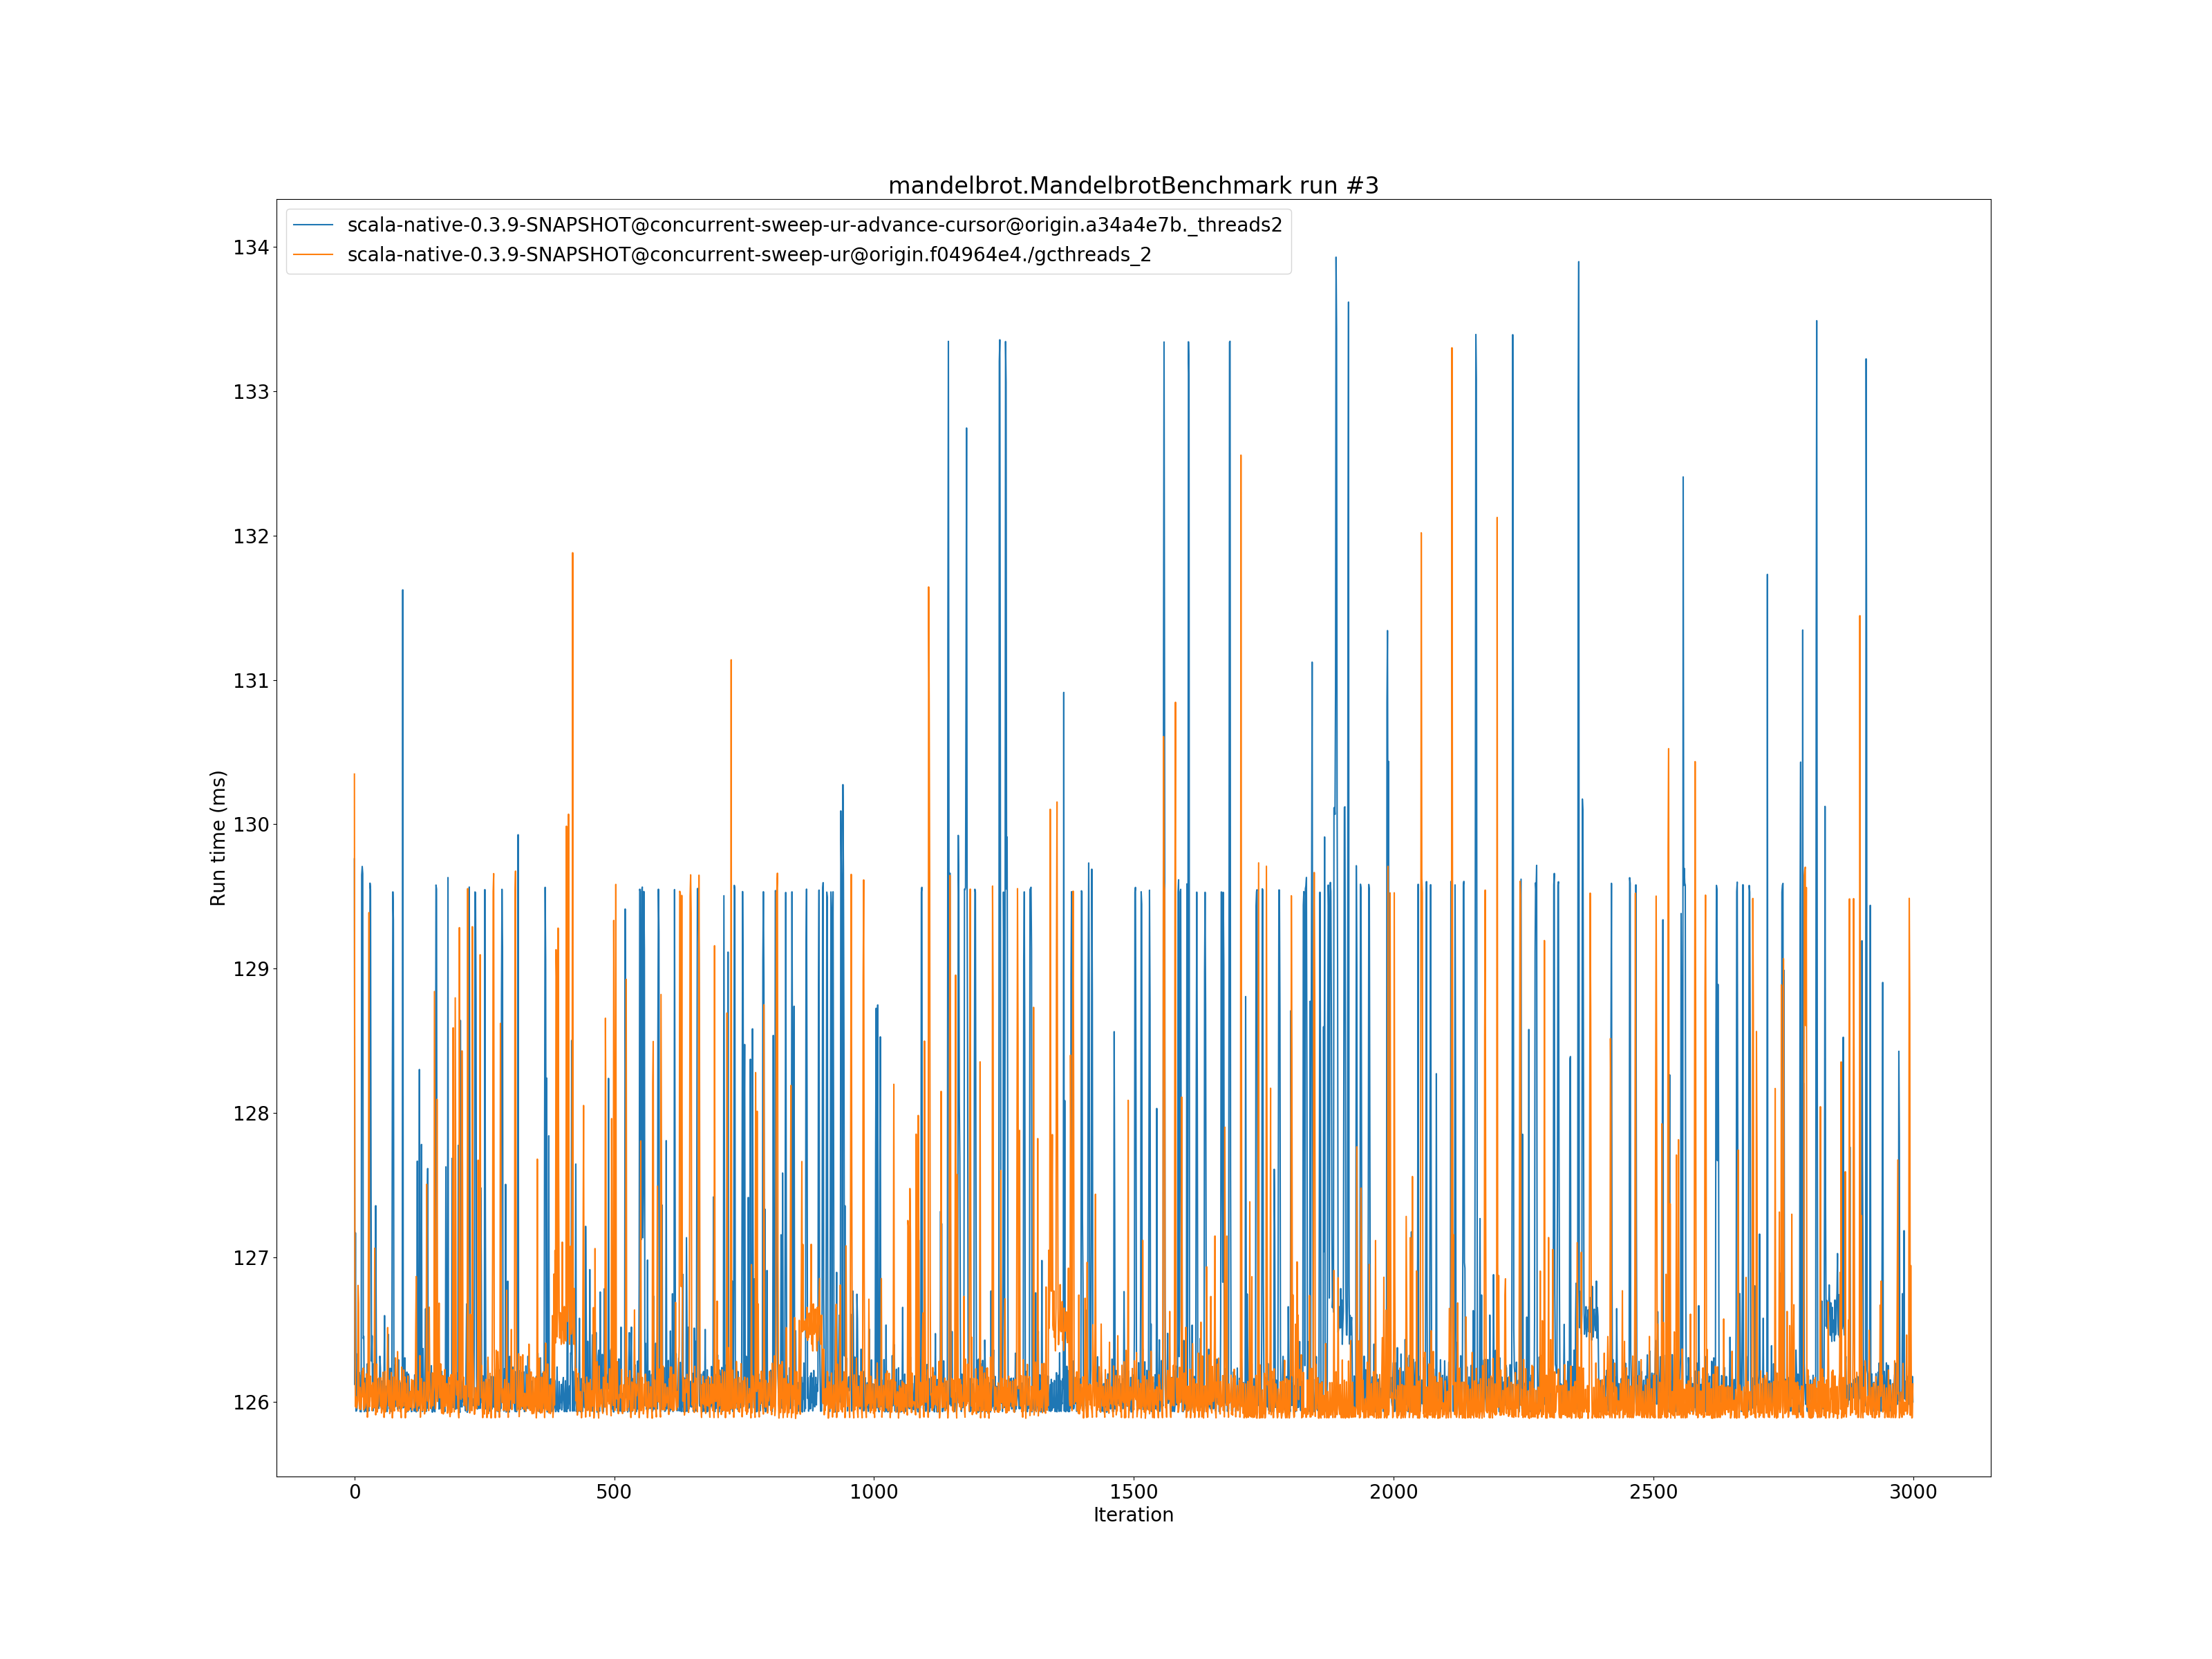 mandelbrot.MandelbrotBenchmark run #3
scala-native-0.3.9-SNAPSHOT@concurrent-sweep-ur-advance-cursor@origin.a34a4e7b._threads2
scala-native-0.3.9-SNAPSHOT@concurrent-sweep-ur@origin.f04964e4./gcthreads_2
134
133
132
131
130
129
128
127
126
Run time (ms)
0 500 1000 1500 2000 2500 3000
Iteration